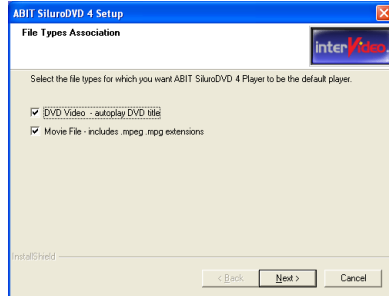 ABIT SiluroDVD 4 Setup
File Types Association
interVideo.
Select the file types for which you want ABIT SiluroDVD 4 Player to be the default player.
DVD Video - autoplay DVD title
Movie File - includes .mpeg .mpg extensions
InstallShield
< Back Next > Cancel